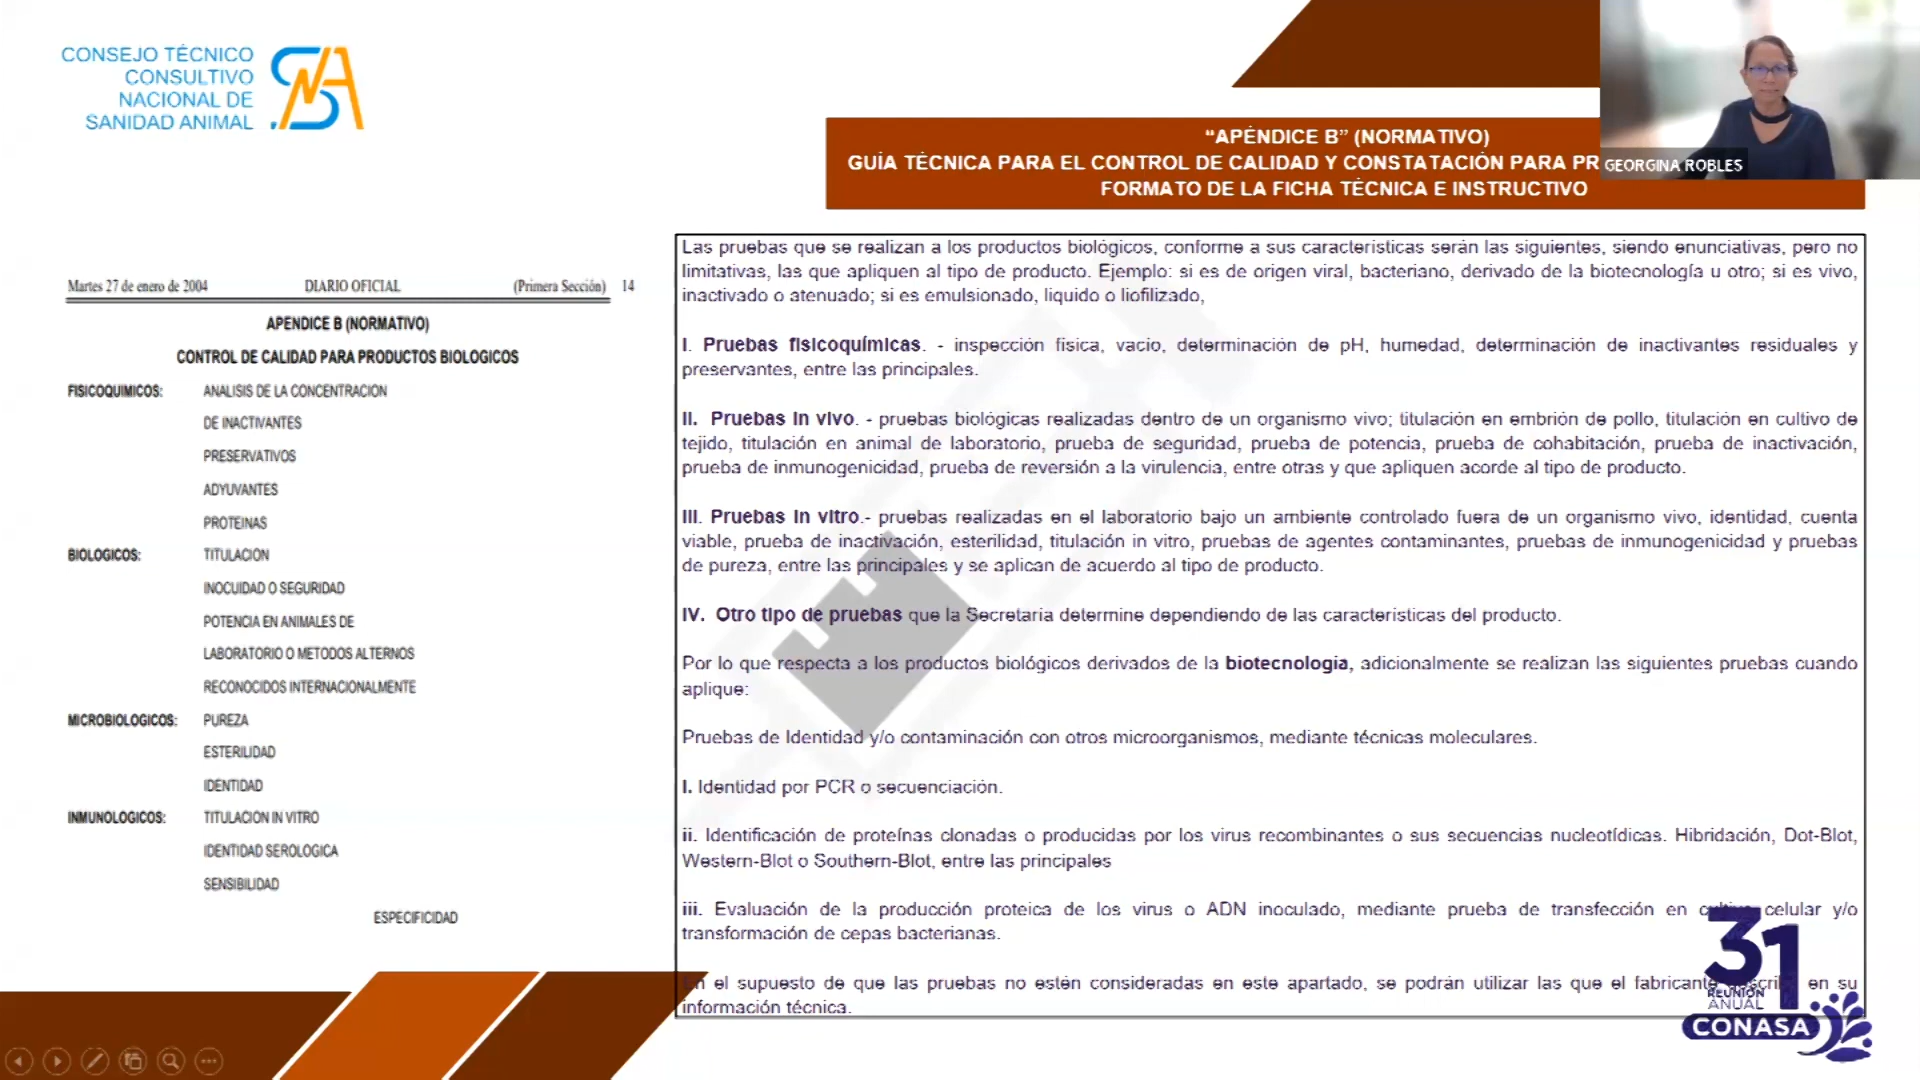 CONSEJO TÉCNICO
CONSULTIVO
NACIONAL DE
SANIDAD ANIMAL
“APÉNDICE B” (NORMATIVO)
GUÍA TÉCNICA PARA EL CONTROL DE CALIDAD Y CONSTATACIÓN PARA PR
FORMATO DE LA FICHA TÉCNICA E INSTRUCTIVO
GEORGINA ROBLES
Martes 27 de enero de 2004 DIARIO OFICIAL (Primera Sección) 14
APENDICE B (NORMATIVO)
CONTROL DE CALIDAD PARA PRODUCTOS BIOLOGICOS
FISICOQUIMICOS: ANALISIS DE LA CONCENTRACION
DE INACTIVANTES
PRESERVATIVOS
ADYUVANTES
PROTEINAS
BIOLOGICOS: TITULACION
INOCUIDAD O SEGURIDAD
POTENCIA EN ANIMALES DE
LABORATORIO O METODOS ALTERNOS
RECONOCIDOS INTERNACIONALMENTE
MICROBIOLOGICOS: PUREZA
ESTERILIDAD
IDENTIDAD
INMUNOLOGICOS: TITULACION IN VITRO
IDENTIDAD SEROLOGICA
SENSIBILIDAD
ESPECIFICIDAD
Las pruebas que se realizan a los productos biológicos, conforme a sus características serán las siguientes, siendo enunciativas, pero no
limitativas, las que apliquen al tipo de producto. Ejemplo: si es de origen viral, bacteriano, derivado de la biotecnología u otro; si es vivo,
inactivado o atenuado; si es emulsionado, liquido o liofilizado,
I. Pruebas fisicoquímicas. - inspección física, vacío, determinación de pH, humedad, determinación de inactivantes residuales y
preservantes, entre las principales.
II. Pruebas in vivo. - pruebas biológicas realizadas dentro de un organismo vivo; titulación en embrión de pollo, titulación en cultivo de
tejido, titulación en animal de laboratorio, prueba de seguridad, prueba de potencia, prueba de cohabitación, prueba de inactivación,
prueba de inmunogenicidad, prueba de reversión a la virulencia, entre otras y que apliquen acorde al tipo de producto.
III. Pruebas in vitro.- pruebas realizadas en el laboratorio bajo un ambiente controlado fuera de un organismo vivo, identidad, cuenta
viable, prueba de inactivación, esterilidad, titulación in vitro, pruebas de agentes contaminantes, pruebas de inmunogenicidad y pruebas
de pureza, entre las principales y se aplican de acuerdo al tipo de producto.
IV. Otro tipo de pruebas que la Secretaría determine dependiendo de las características del producto.
Por lo que respecta a los productos biológicos derivados de la biotecnología, adicionalmente se realizan las siguientes pruebas cuando
aplique:
Pruebas de Identidad y/o contaminación con otros microorganismos, mediante técnicas moleculares.
I. Identidad por PCR o secuenciación.
ii. Identificación de proteínas clonadas o producidas por los virus recombinantes o sus secuencias nucleotídicas. Hibridación, Dot-Blot,
Western-Blot o Southern-Blot, entre las principales
iii. Evaluación de la producción proteica de los virus o ADN inoculado, mediante prueba de transfección en celular y/o
transformación de cepas bacterianas.
el supuesto de que las pruebas no estén consideradas en este apartado, se podrán utilizar las que el fabricante en su
información técnica.
31
REUNIÓN
ANUAL
CONASA